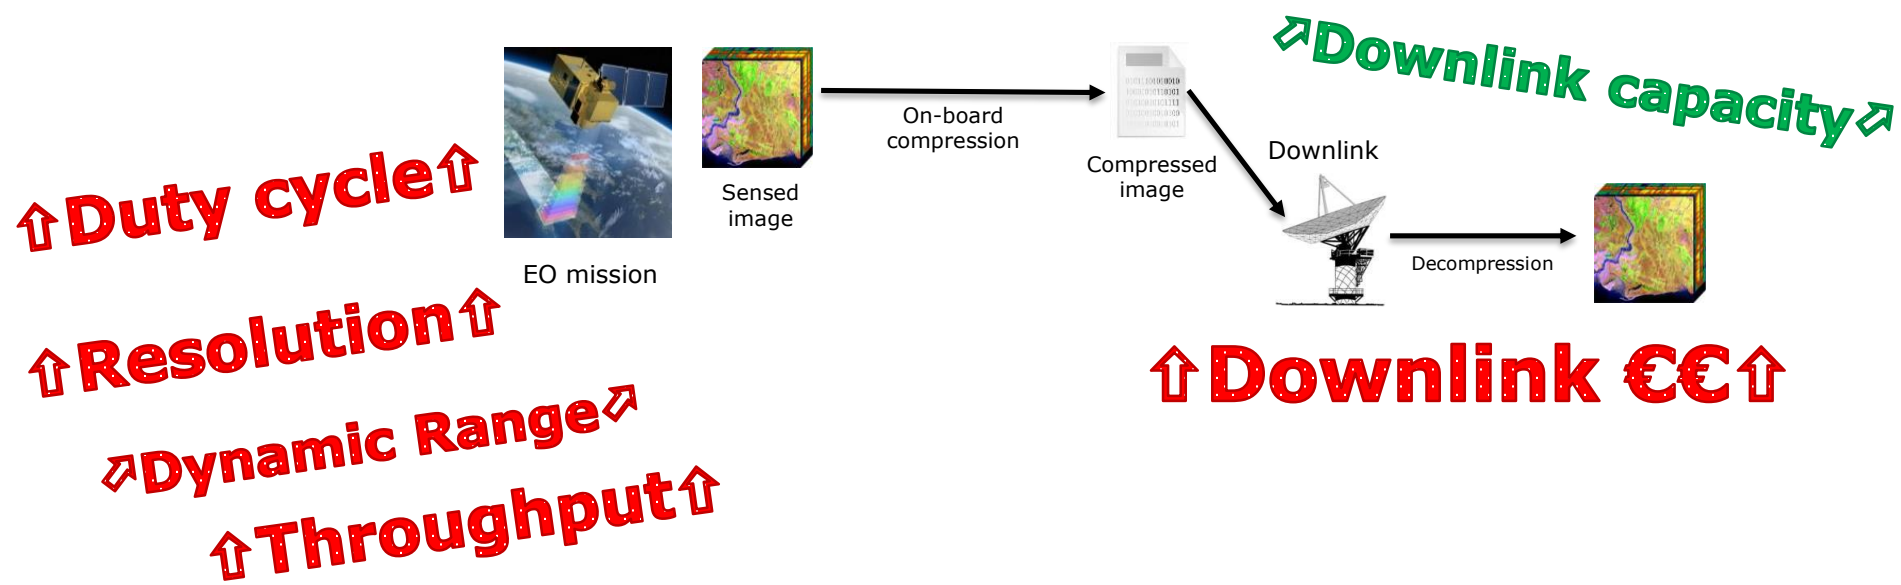 ⇗Downlink capacity⇗
On-board
compression
Compressed
image
Downlink
Sensed
image
⇧Duty cycle⇧
EO mission
Decompression
⇧Resolution⇧
⇧Downlink €€⇧
⇗Dynamic Range⇗
⇧Throughput⇧